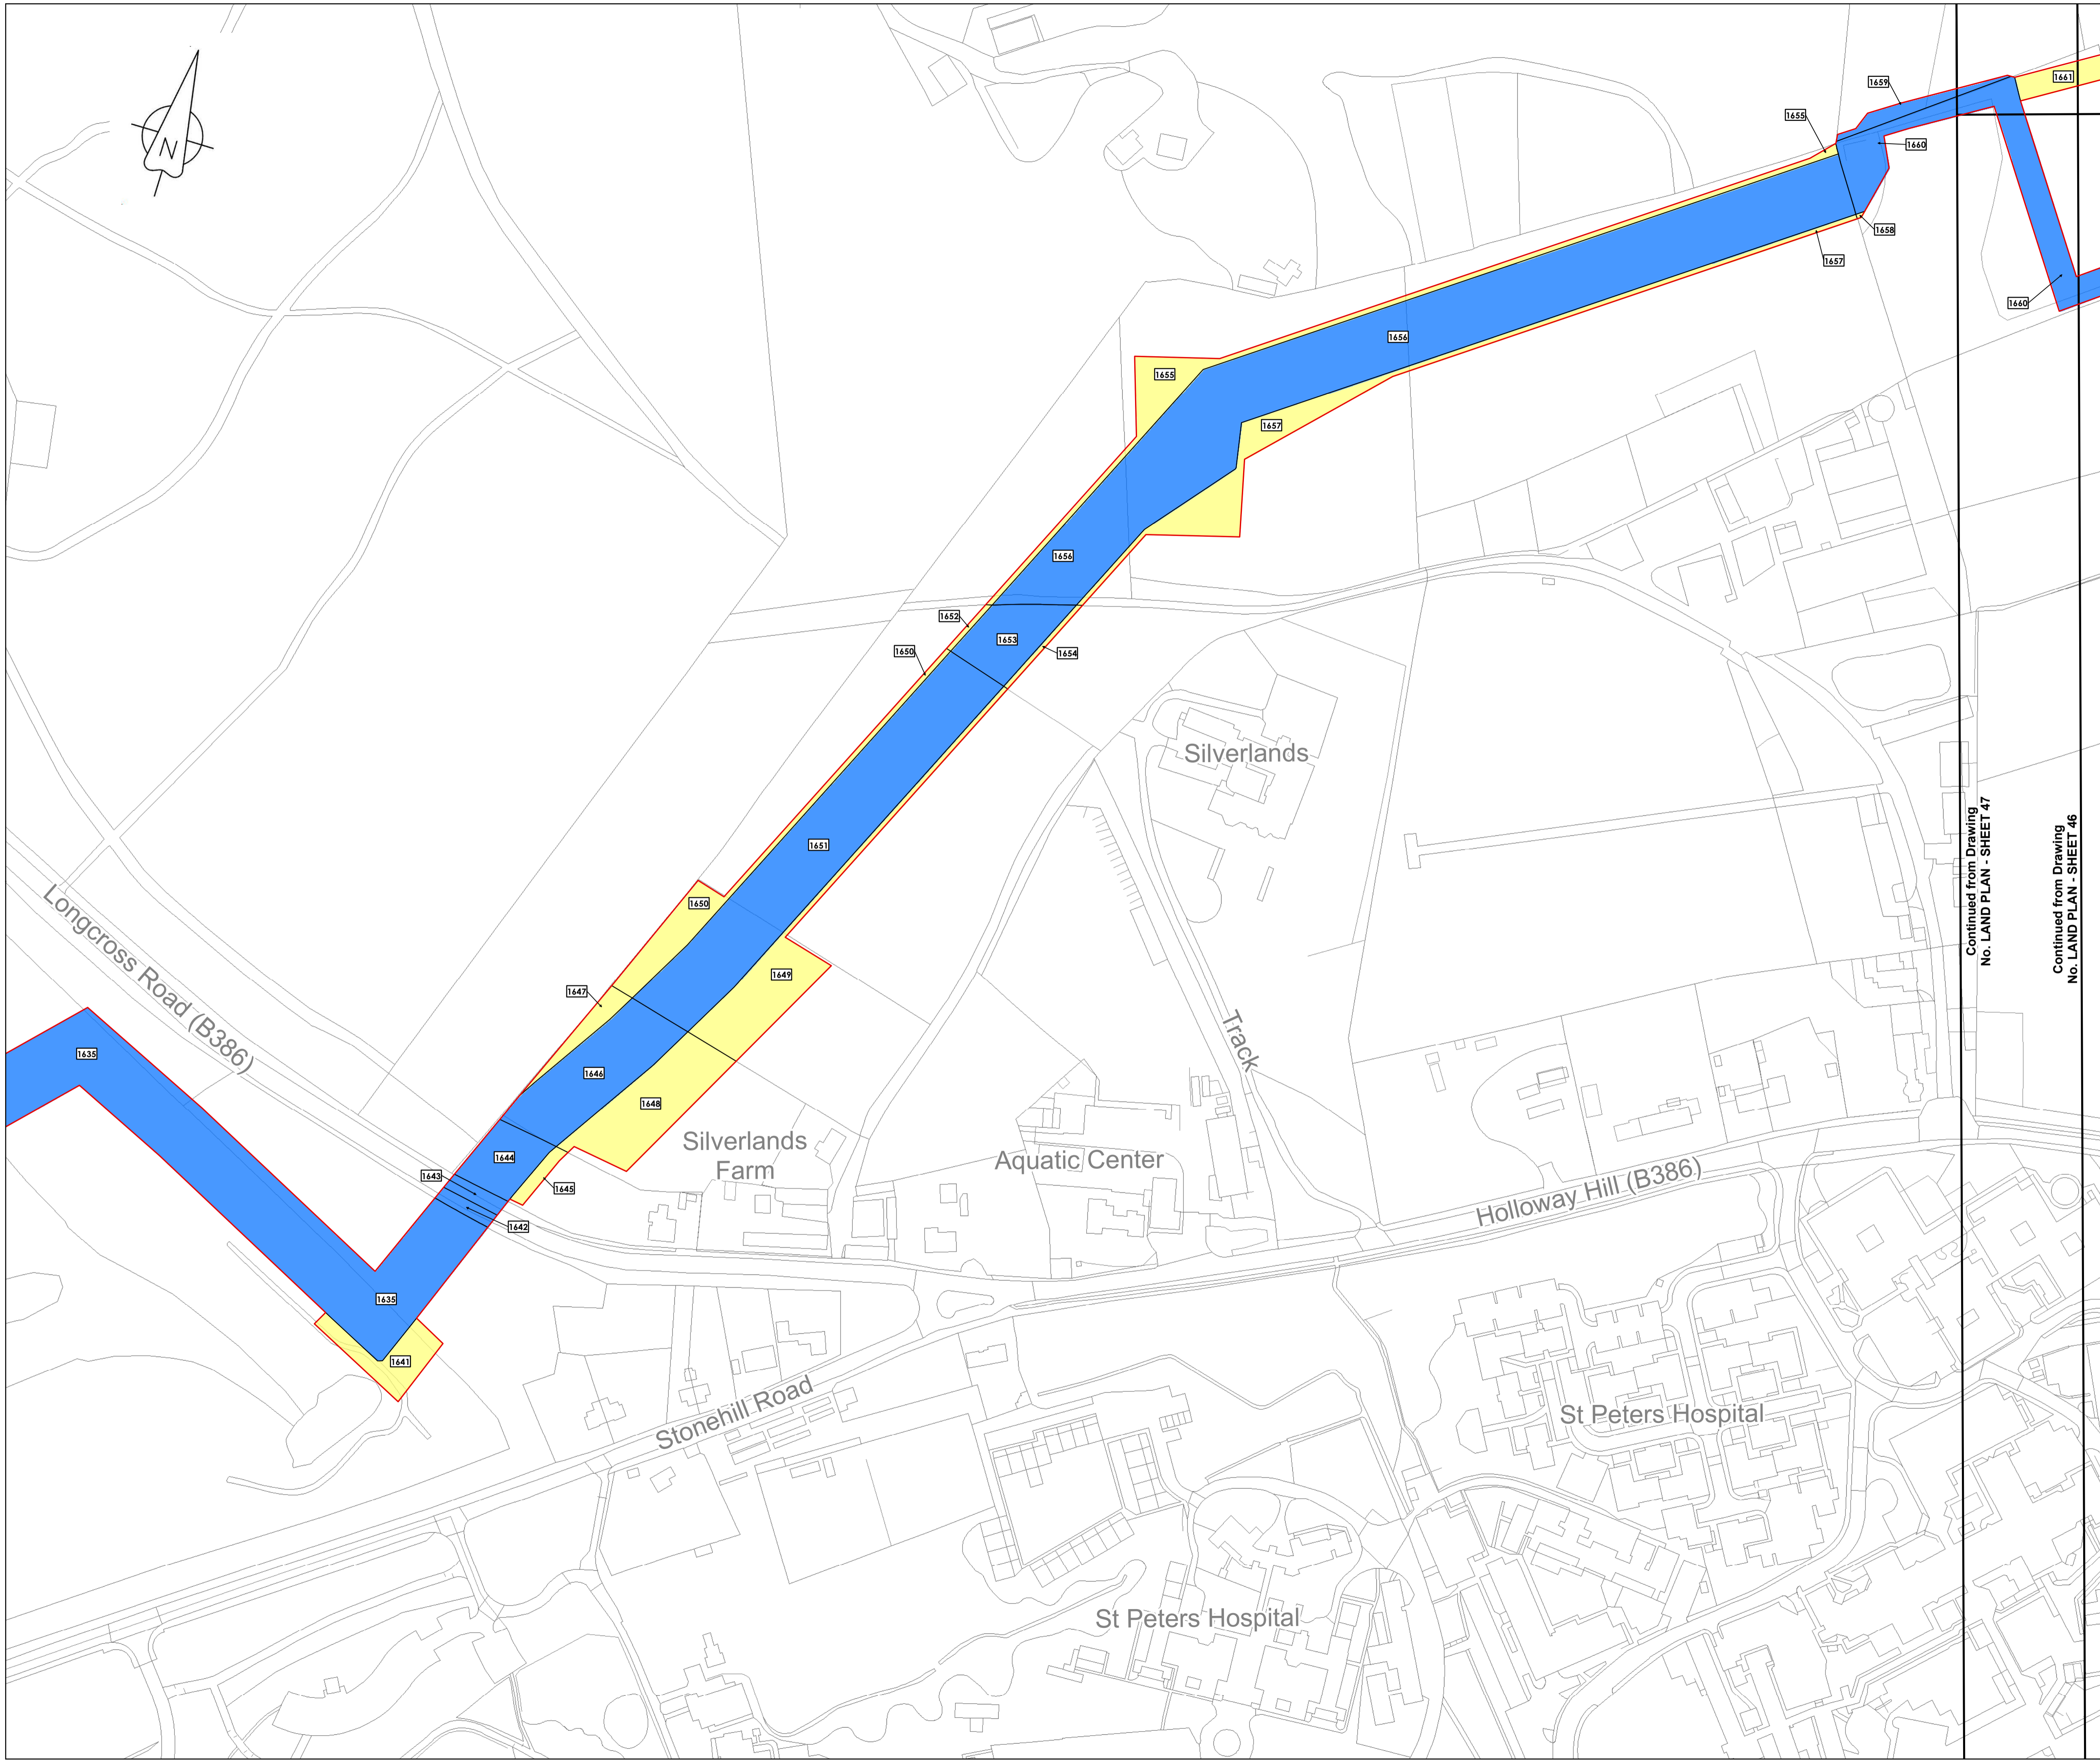 N
1659
1661
1655
1660
1658
1657
1660
1656
1655
1657
1656
1652
1653
1650
1654
Silverlands
1651
Continued from Drawing
No. LAND PLAN - SHEET 47
Continued from Drawing
No. LAND PLAN - SHEET 46
1650
Longcross Road (B386)
1649
1647
Track
1635
1646
1648
Silverlands
Farm
Aquatic Center
1644
1643
1645
Holloway Hill (B386)
1642
1635
1641
Stonehill Road
St Peters Hospital
St Peters Hospital